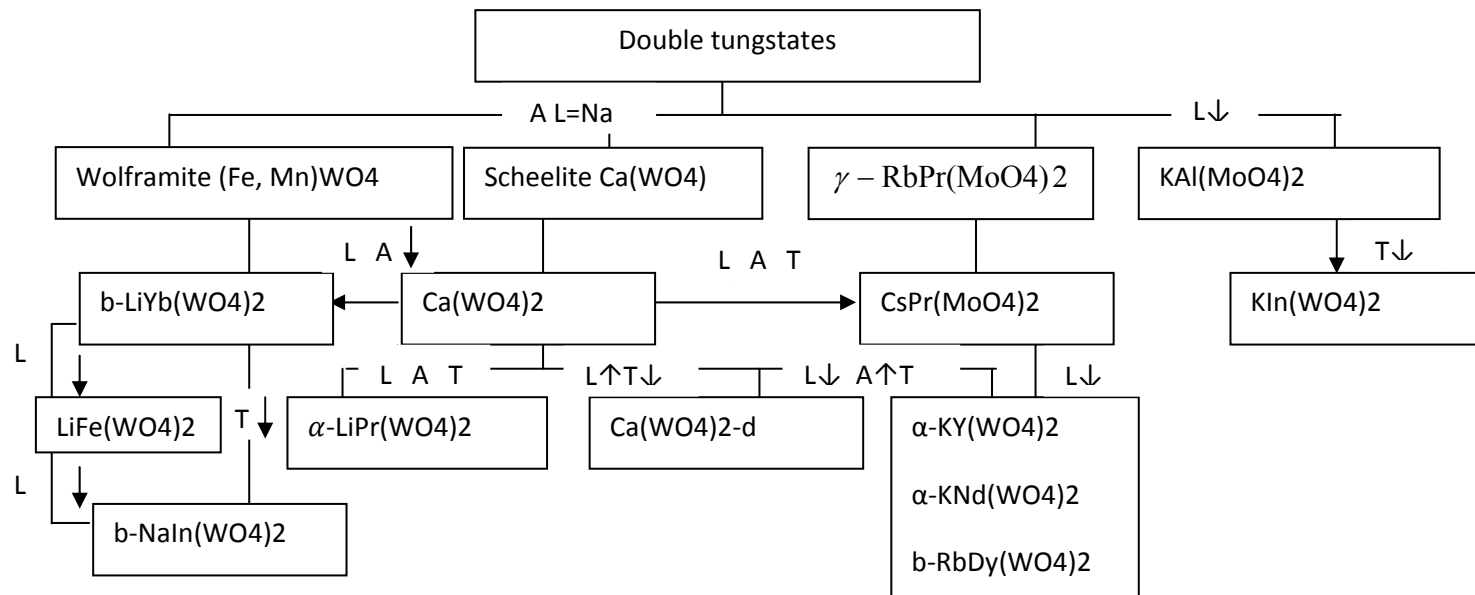 Double tungstates
A L=Na
L↓
Wolframite (Fe, Mn)WO4
Scheelite Ca(WO4)
γ – RbPr(MoO4) 2
KAl(MoO4)2
L A ↓
L A T
T↓
b-LiYb(WO4)2
Ca(WO4)2
CsPr(MoO4)2
KIn(WO4)2
L
L A T
L↑T↓
L↓ A↑T
L↓
LiFe(WO4)2
T
α-LiPr(WO4)2
Ca(WO4)2-d
α-KY(WO4)2
α-KNd(WO4)2
b-RbDy(WO4)2
L
b-NaIn(WO4)2